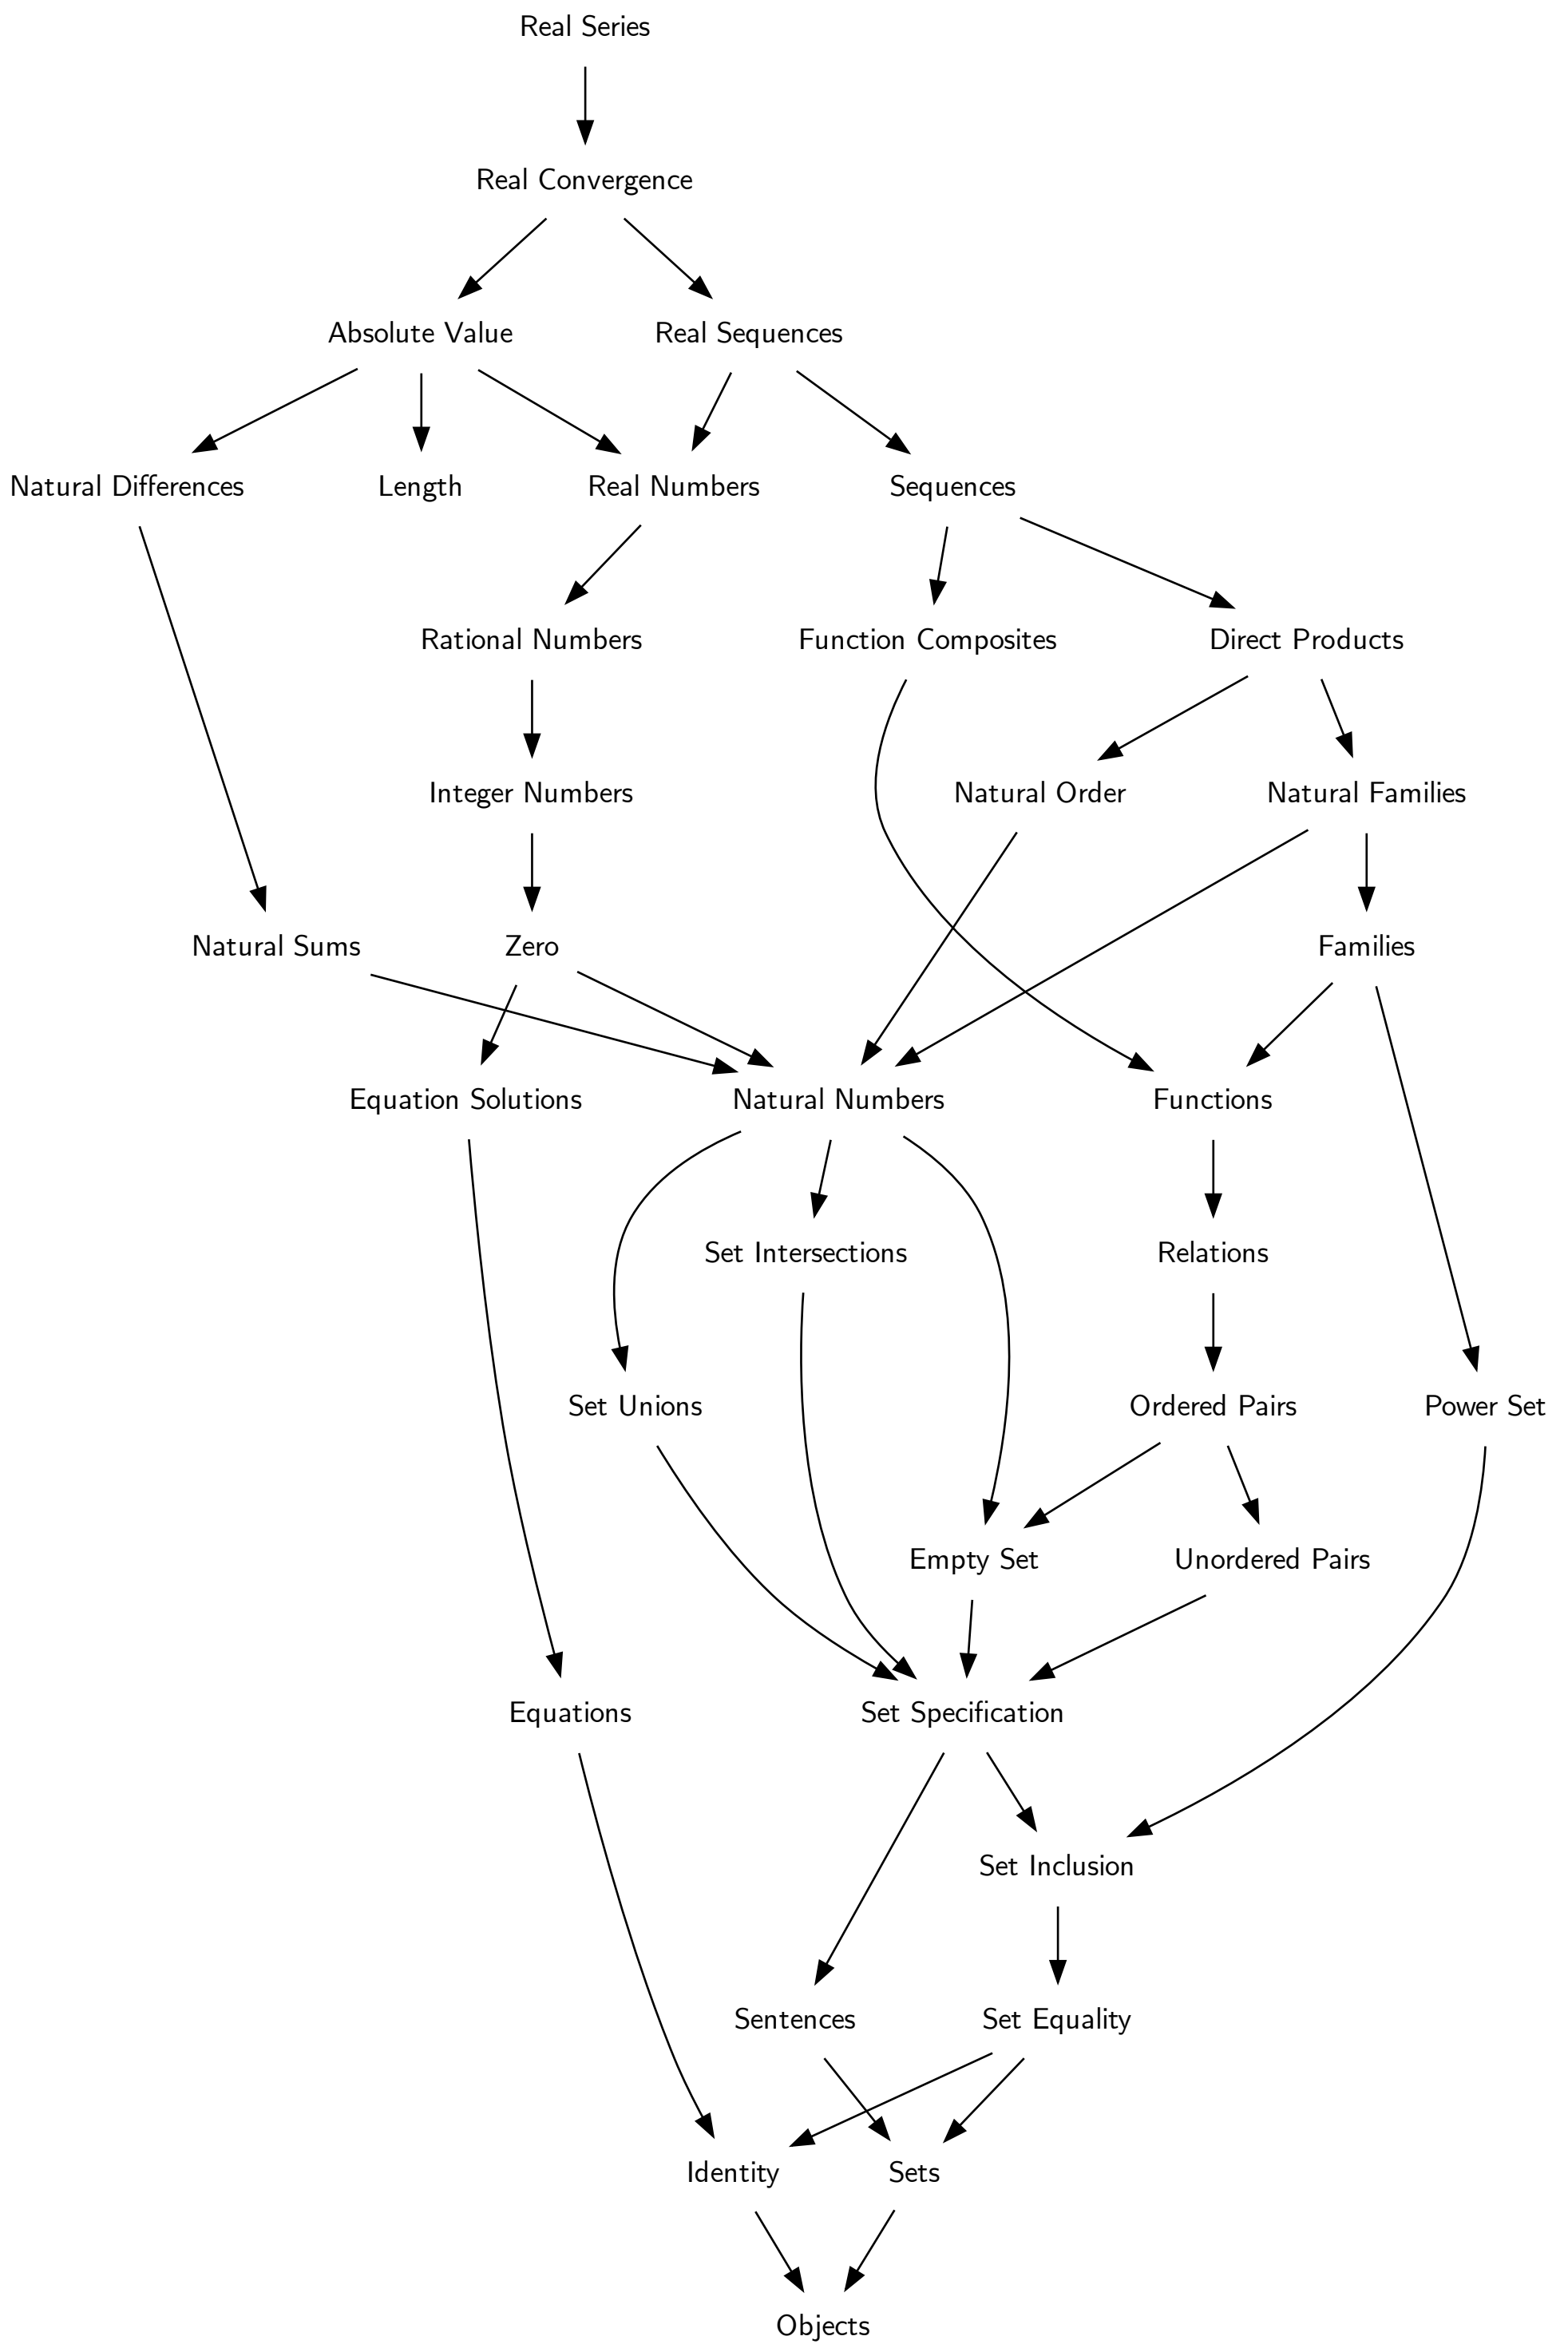 Real Series
Real Convergence
Absolute Value
Real Sequences
Natural Differences
Length
Real Numbers
Sequences
Rational Numbers
Function Composites
Direct Products
Integer Numbers
Natural Order
Natural Families
Natural Sums
Zero
Families
Equation Solutions
Natural Numbers
Functions
Set Intersections
Relations
Set Unions
Ordered Pairs
Power Set
Empty Set
Unordered Pairs
Equations
Set Specification
Set Inclusion
Sentences
Set Equality
Identity
Sets
Objects